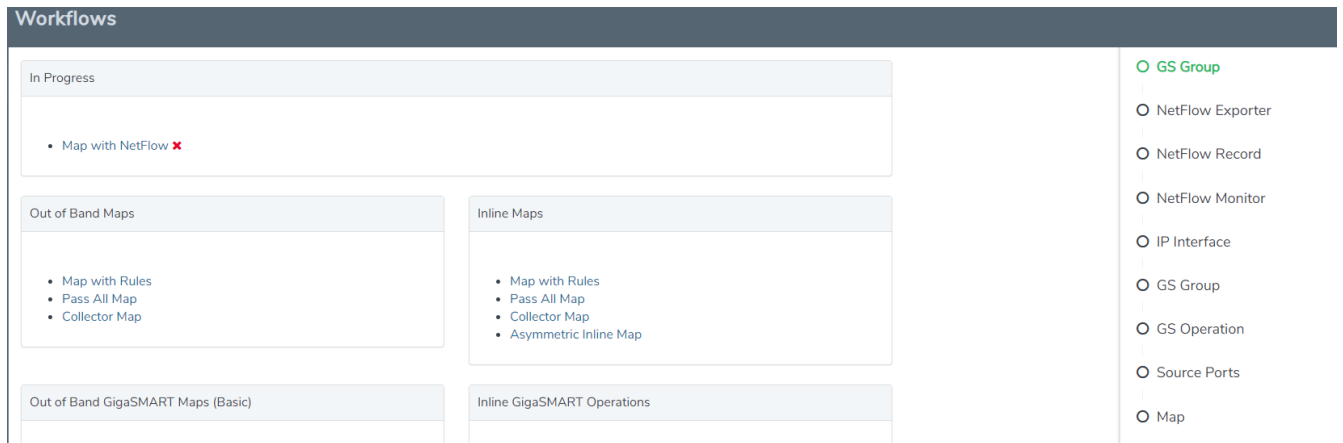 Workflows
In Progress
Map with NetFlow
Out of Band Maps
Map with Rules
Pass All Map
Collector Map
Inline Maps
Map with Rules
Pass All Map
Collector Map
Asymmetric Inline Map
Out of Band GigaSMART Maps (Basic)
Inline GigaSMART Operations
GS Group
NetFlow Exporter
NetFlow Record
NetFlow Monitor
IP Interface
GS Group
GS Operation
Source Ports
Map